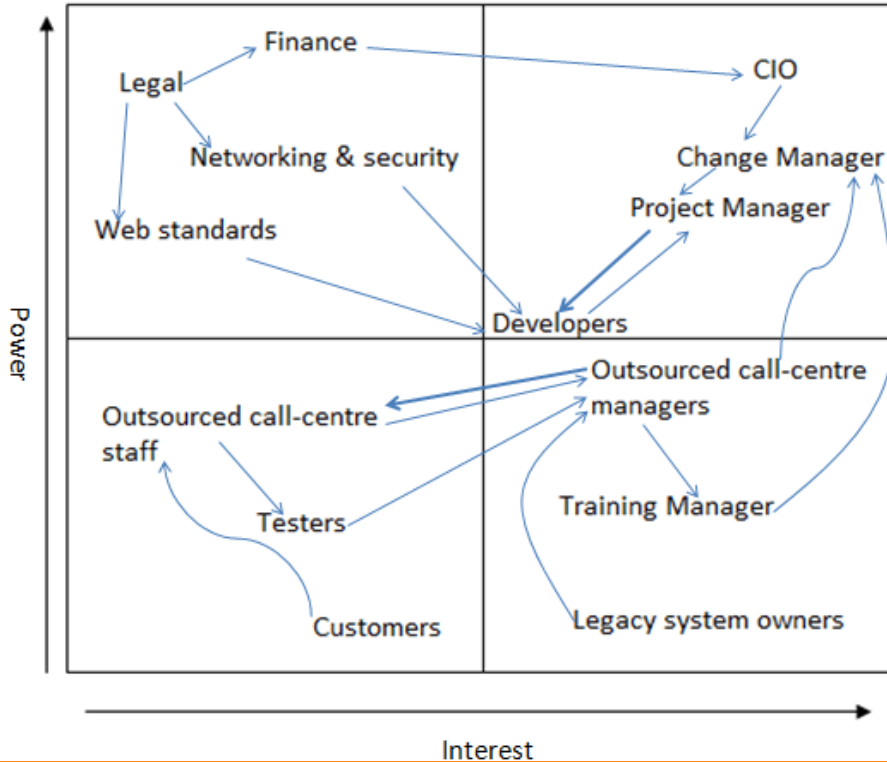 Finance
CIO
Legal
Networking & security
Change Manager
Project Manager
Web standards
Power
Developers
Outsourced call-centre
managers
Outsourced call-centre
staff
Training Manager
Testers
Customers
Legacy system owners
Interest